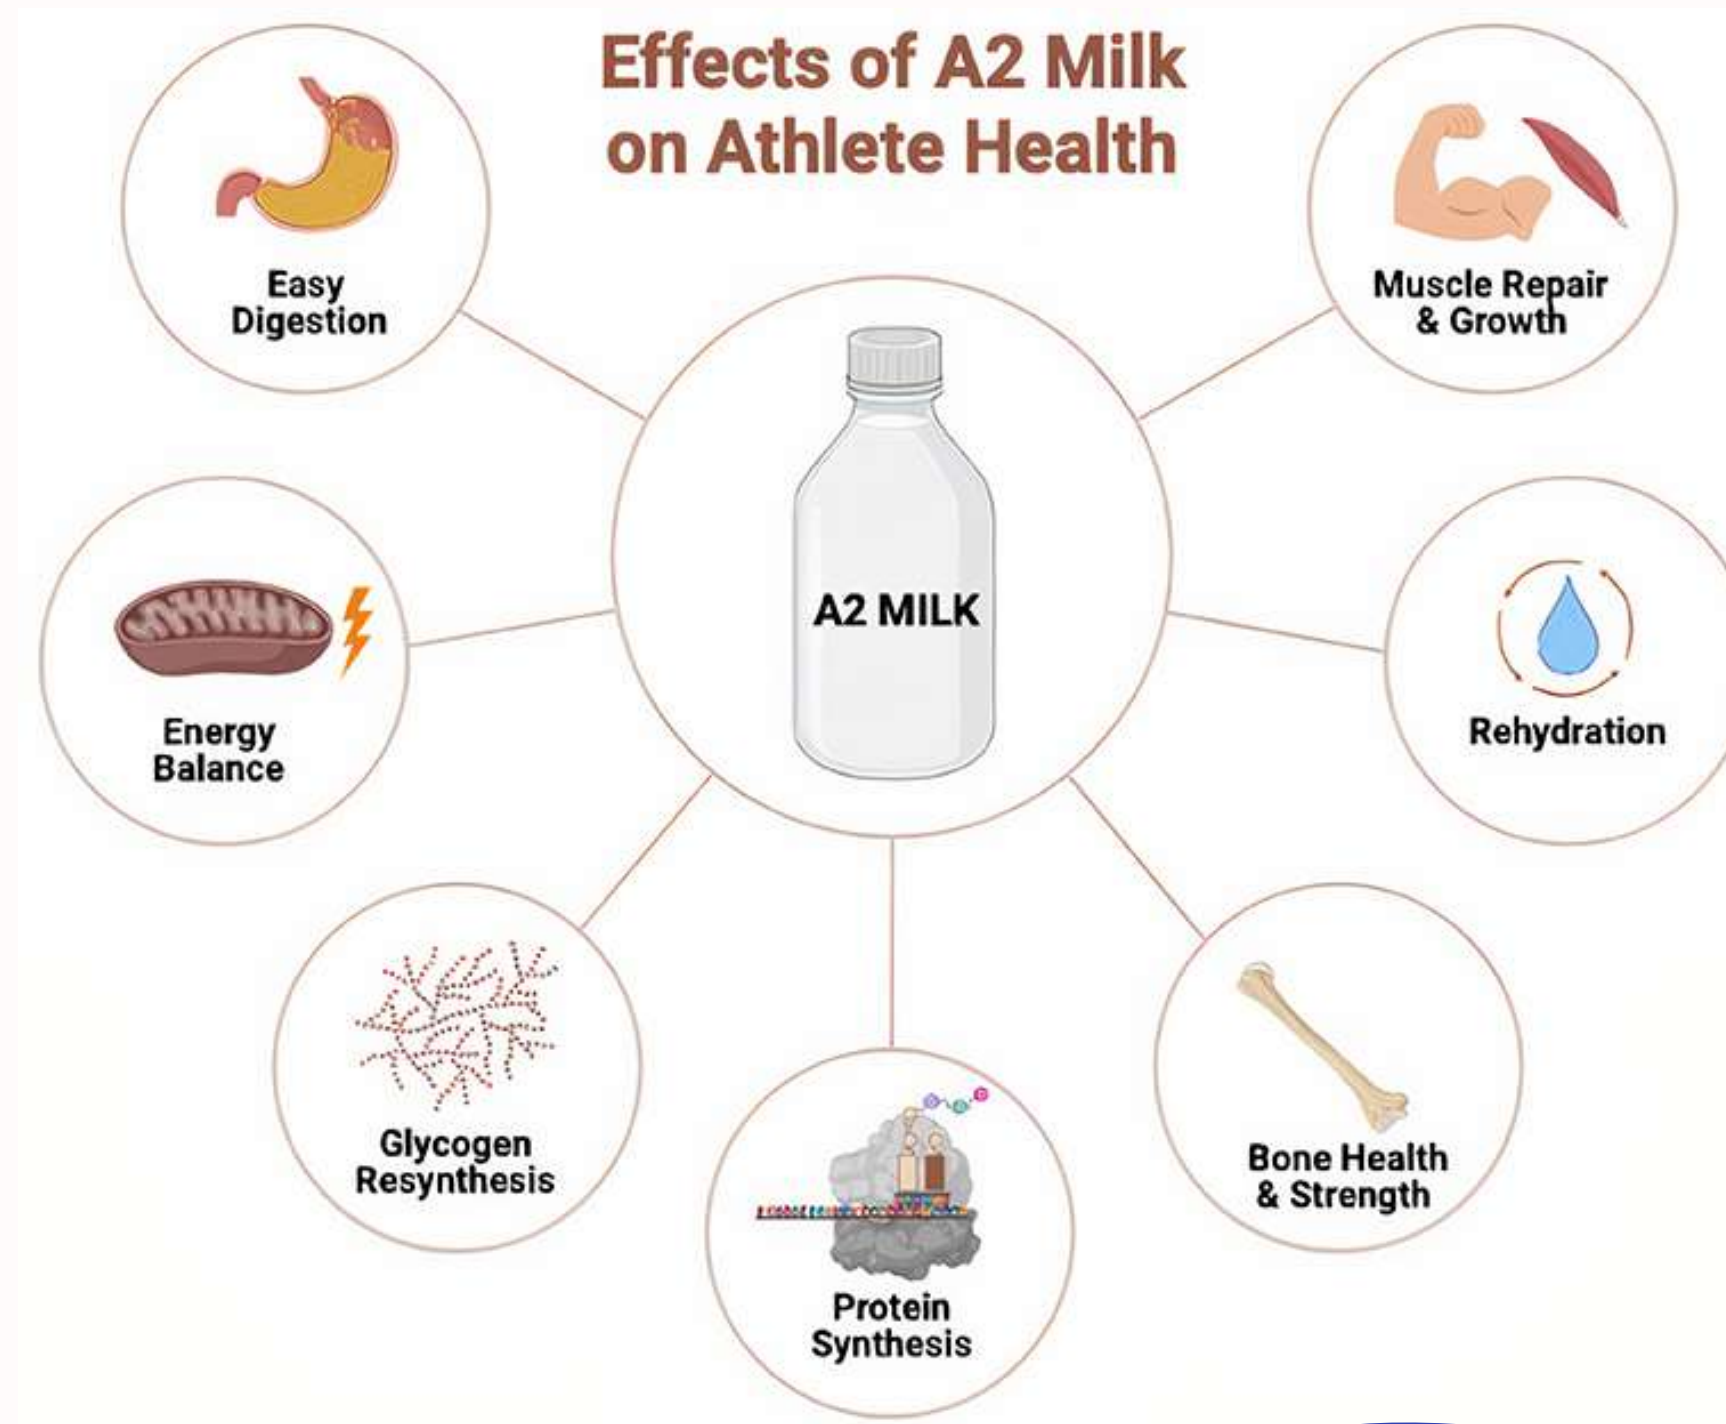 Effects of A2 Milk
on Athlete Health
Easy
Digestion
Muscle Repair
& Growth
A2 MILK
Energy
Balance
Rehydration
Glycogen
Resynthesis
Bone Health
& Strength
Protein
Synthesis